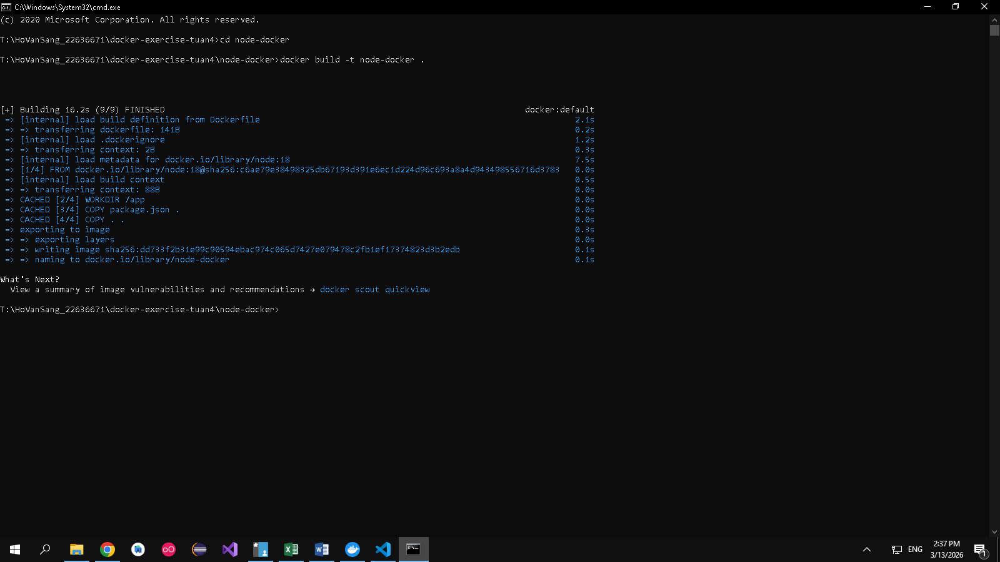 C:\Windows\System32\cmd.exe
(c) 2020 Microsoft Corporation. All rights reserved.
T:\HoVanSang_22636671\docker-exercise-tuan4>cd node-docker
T:\HoVanSang_22636671\docker-exercise-tuan4\node-docker>docker build -t node-docker .
[+] Building 16.2s (9/9) FINISHED docker:default
=> [internal] load build definition from Dockerfile 2.1s
=> => transferring dockerfile: 141B 0.2s
=> [internal] load .dockerignore 1.2s
=> => transferring context: 2B 0.3s
=> [internal] load metadata for docker.io/library/node:18 7.5s
=> [1/4] FROM docker.io/library/node:18@sha256:c6ae79e38498325db67193d391e6ec1d224d96c693a8a4d943498556716d3783 0.0s
=> [internal] load build context 0.5s
=> => transferring context: 88B 0.0s
=> CACHED [2/4] WORKDIR /app 0.0s
=> CACHED [3/4] COPY package.json . 0.0s
=> CACHED [4/4] COPY . . 0.0s
=> exporting to image 0.3s
=> => exporting layers 0.0s
=> => writing image sha256:dd733f2b31e99c90594ebac974c065d7427e079478c2fb1ef17374823d3b2edb 0.1s
=> => naming to docker.io/library/node-docker 0.1s
What's Next?
View a summary of image vulnerabilities and recommendations → docker scout quickview
T:\HoVanSang_22636671\docker-exercise-tuan4\node-docker>
ENG
2:37 PM
3/13/2026
1